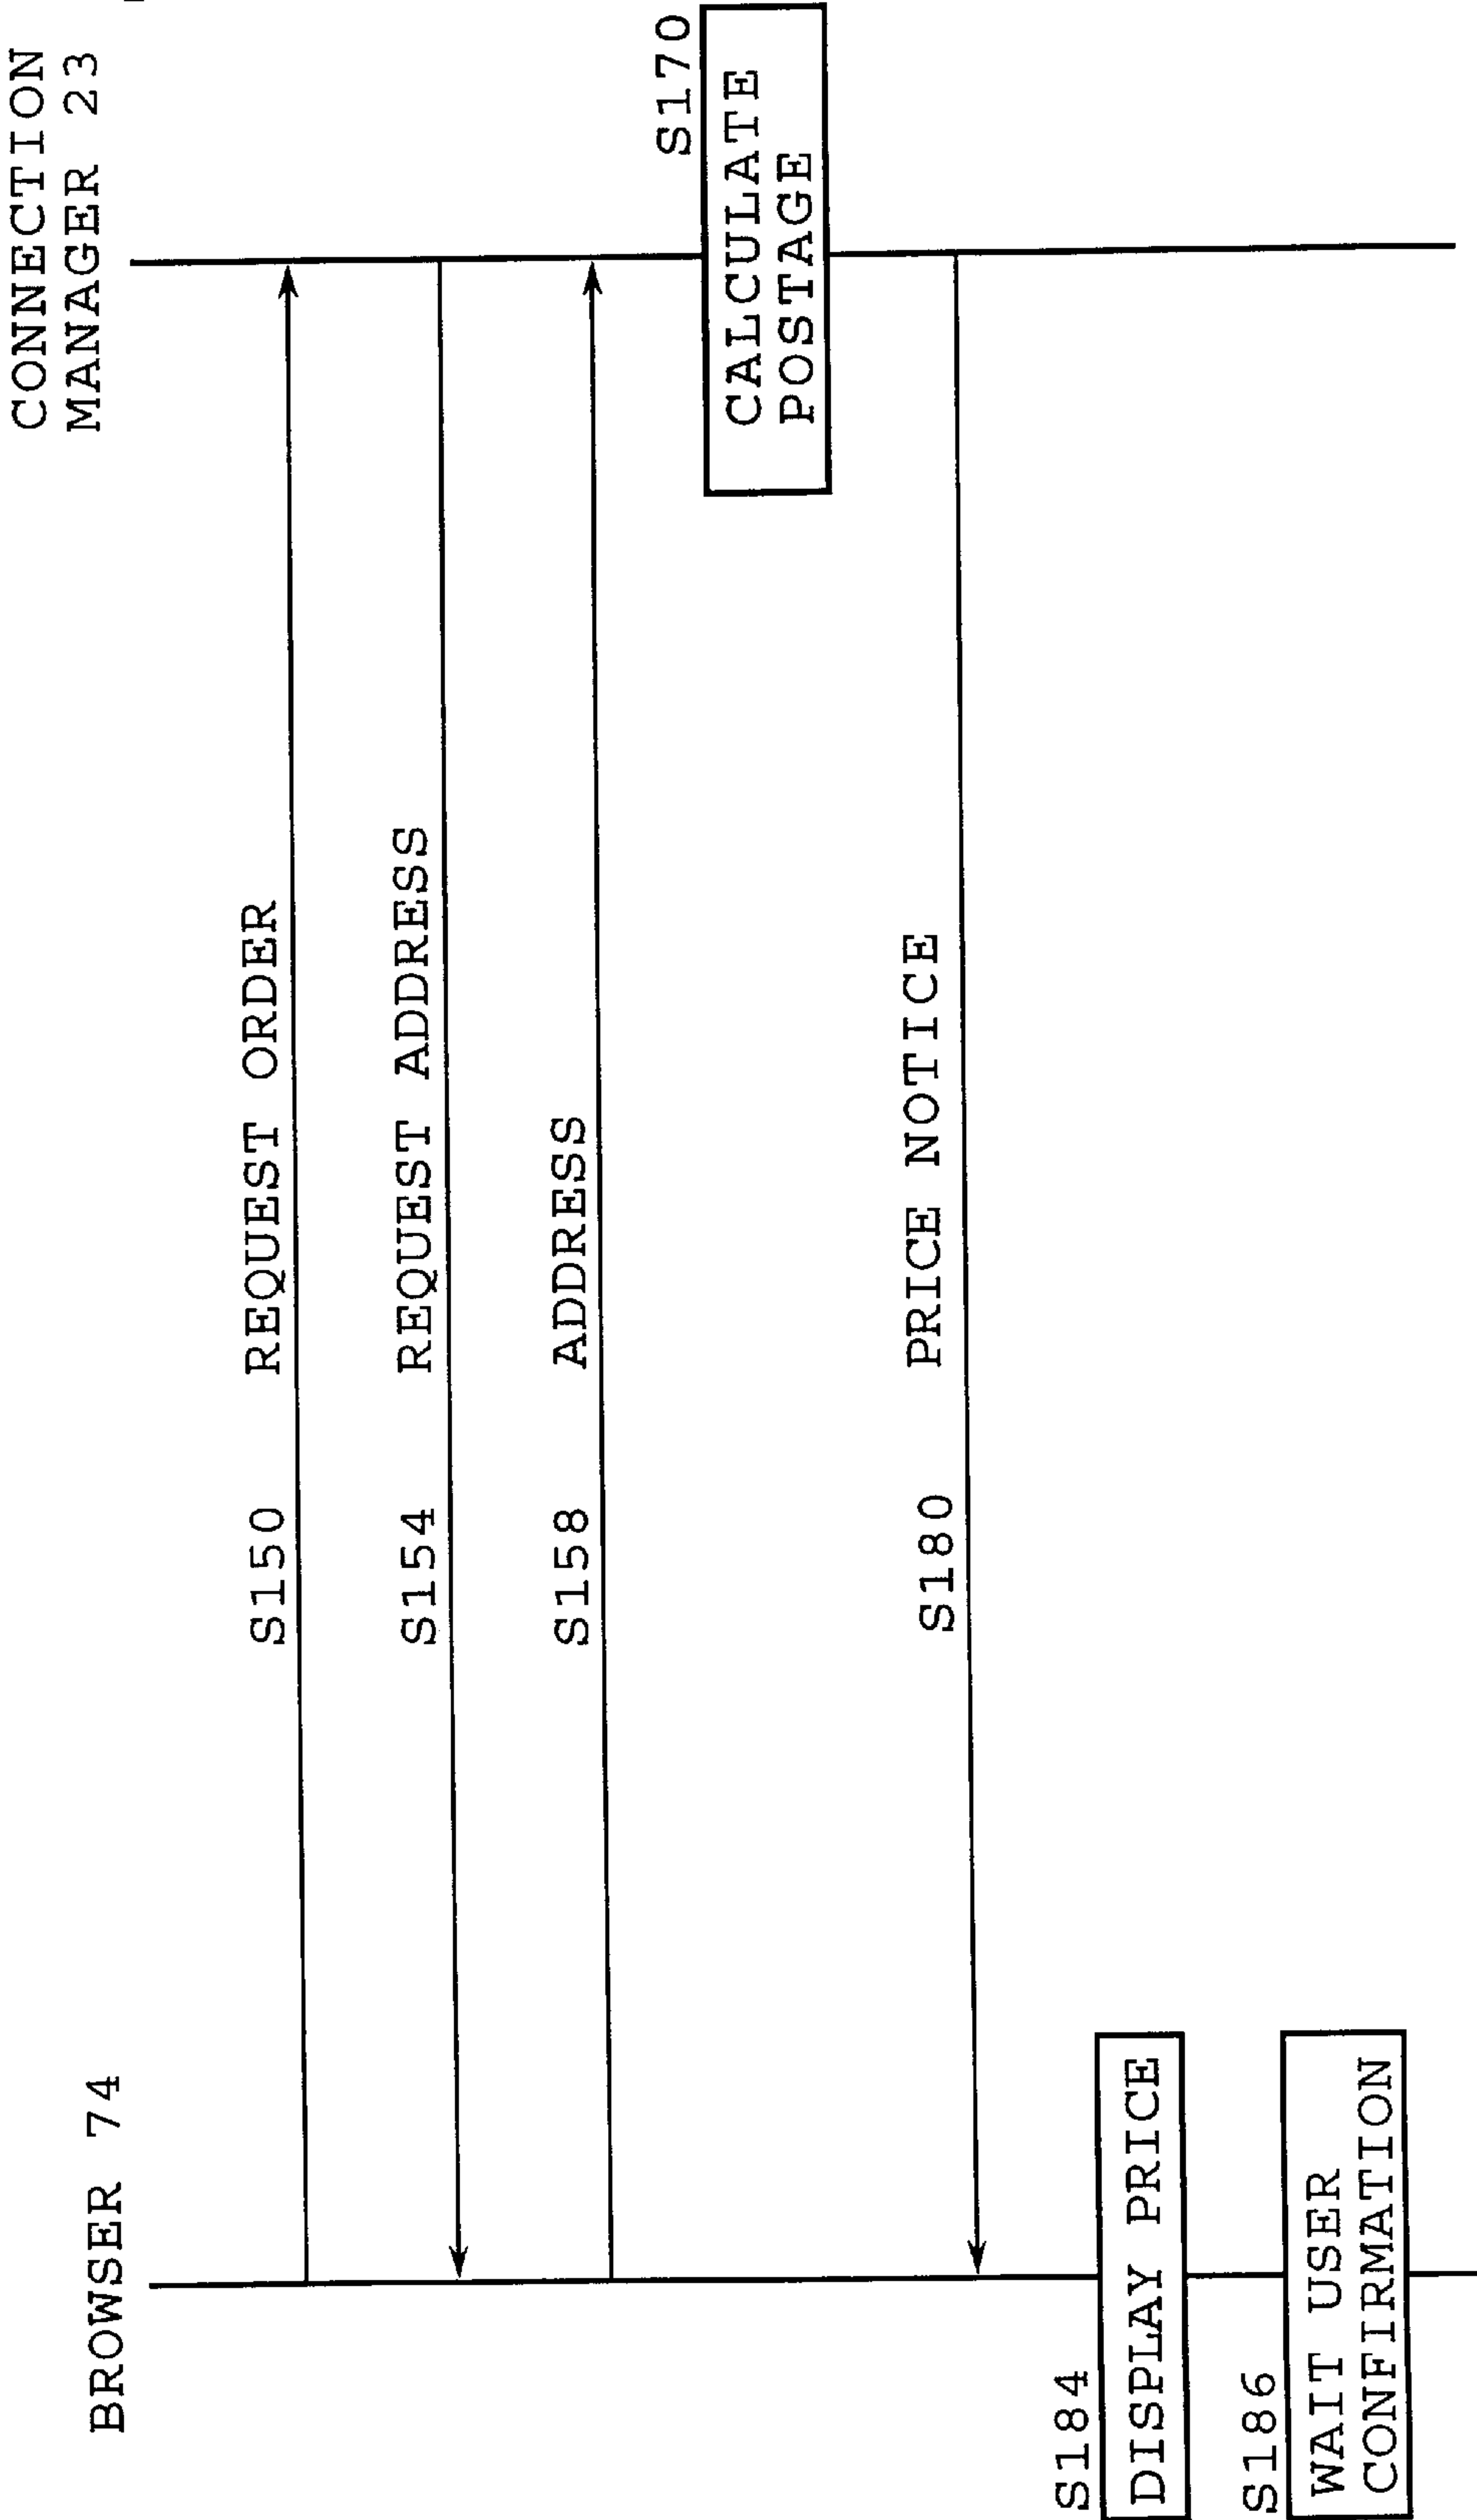 BROWSER 74
CONNECTION
MANAGER 23
S150 REQUEST ORDER
S154 REQUEST ADDRESS
S158 ADDRESS
S170
CALCULATE
POSTAGE
S180 PRICE NOTICE
S184
DISPLAY PRICE
S186
WAIT USER
CONFIRMATION